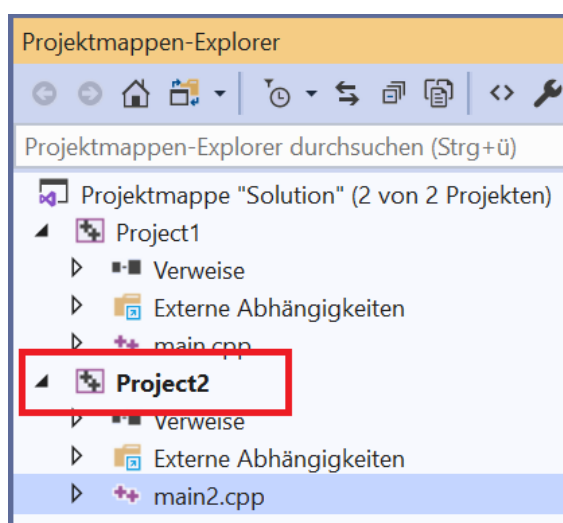 Projektmappen-Explorer
Projektmappen-Explorer durchsuchen (Strg+ü)
Projektmappe "Solution" (2 von 2 Projekten)
Project1
Verweise
Externe Abhängigkeiten
main.cpp
Project2
Verweise
Externe Abhängigkeiten
main2.cpp